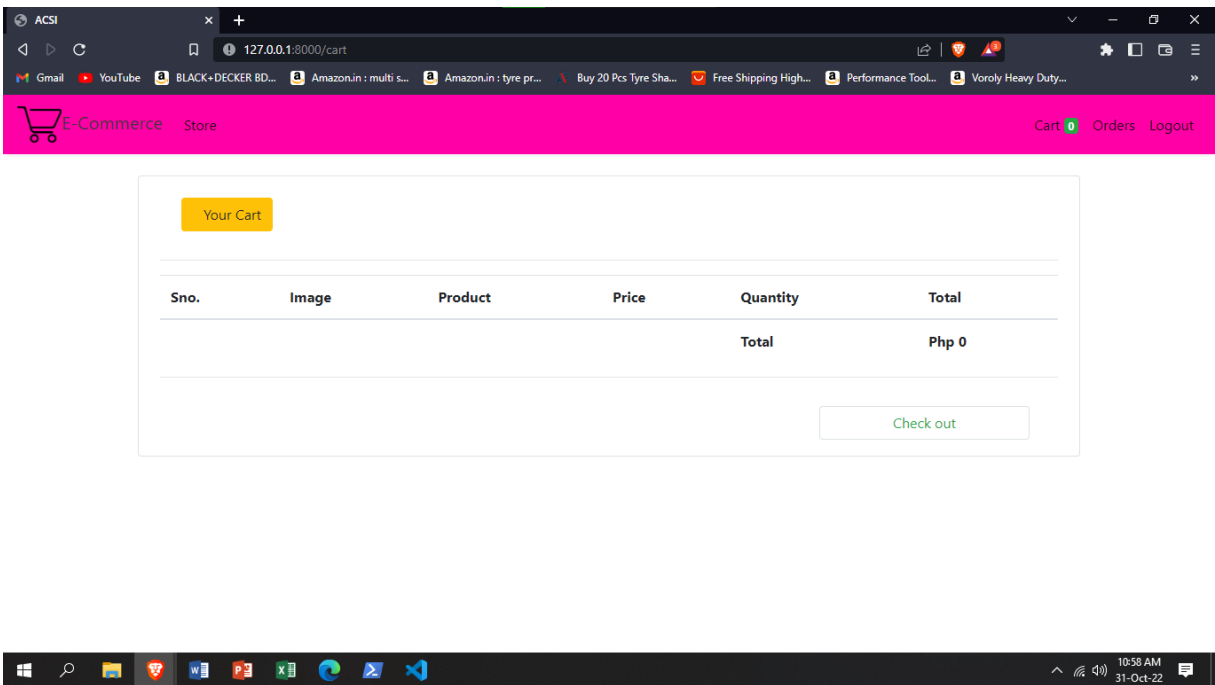 ACSI
127.0.0.1:8000/cart
3
Gmail YouTube BLACK+DECKER BD... Amazon.in : multi s... Amazon.in : tyre pr... Buy 20 Pcs Tyre Sha... Free Shipping High... Performance Tool... Voroly Heavy Duty... »
E-Commerce Store Cart 0 Orders Logout
Your Cart
Sno. Image Product Price Quantity Total
Total Php 0
Check out
10:58 AM
31-Oct-22